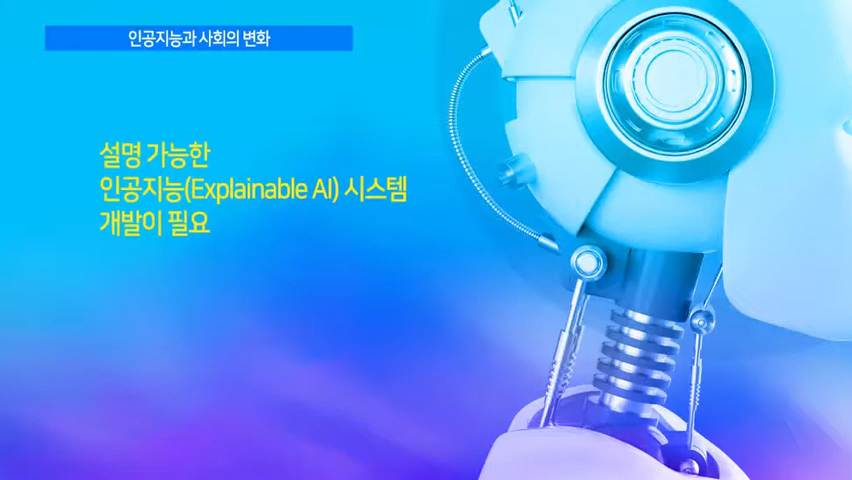 인공지능과 사회의 변화
설명 가능한
인공지능(Explainable AI) 시스템
개발이 필요